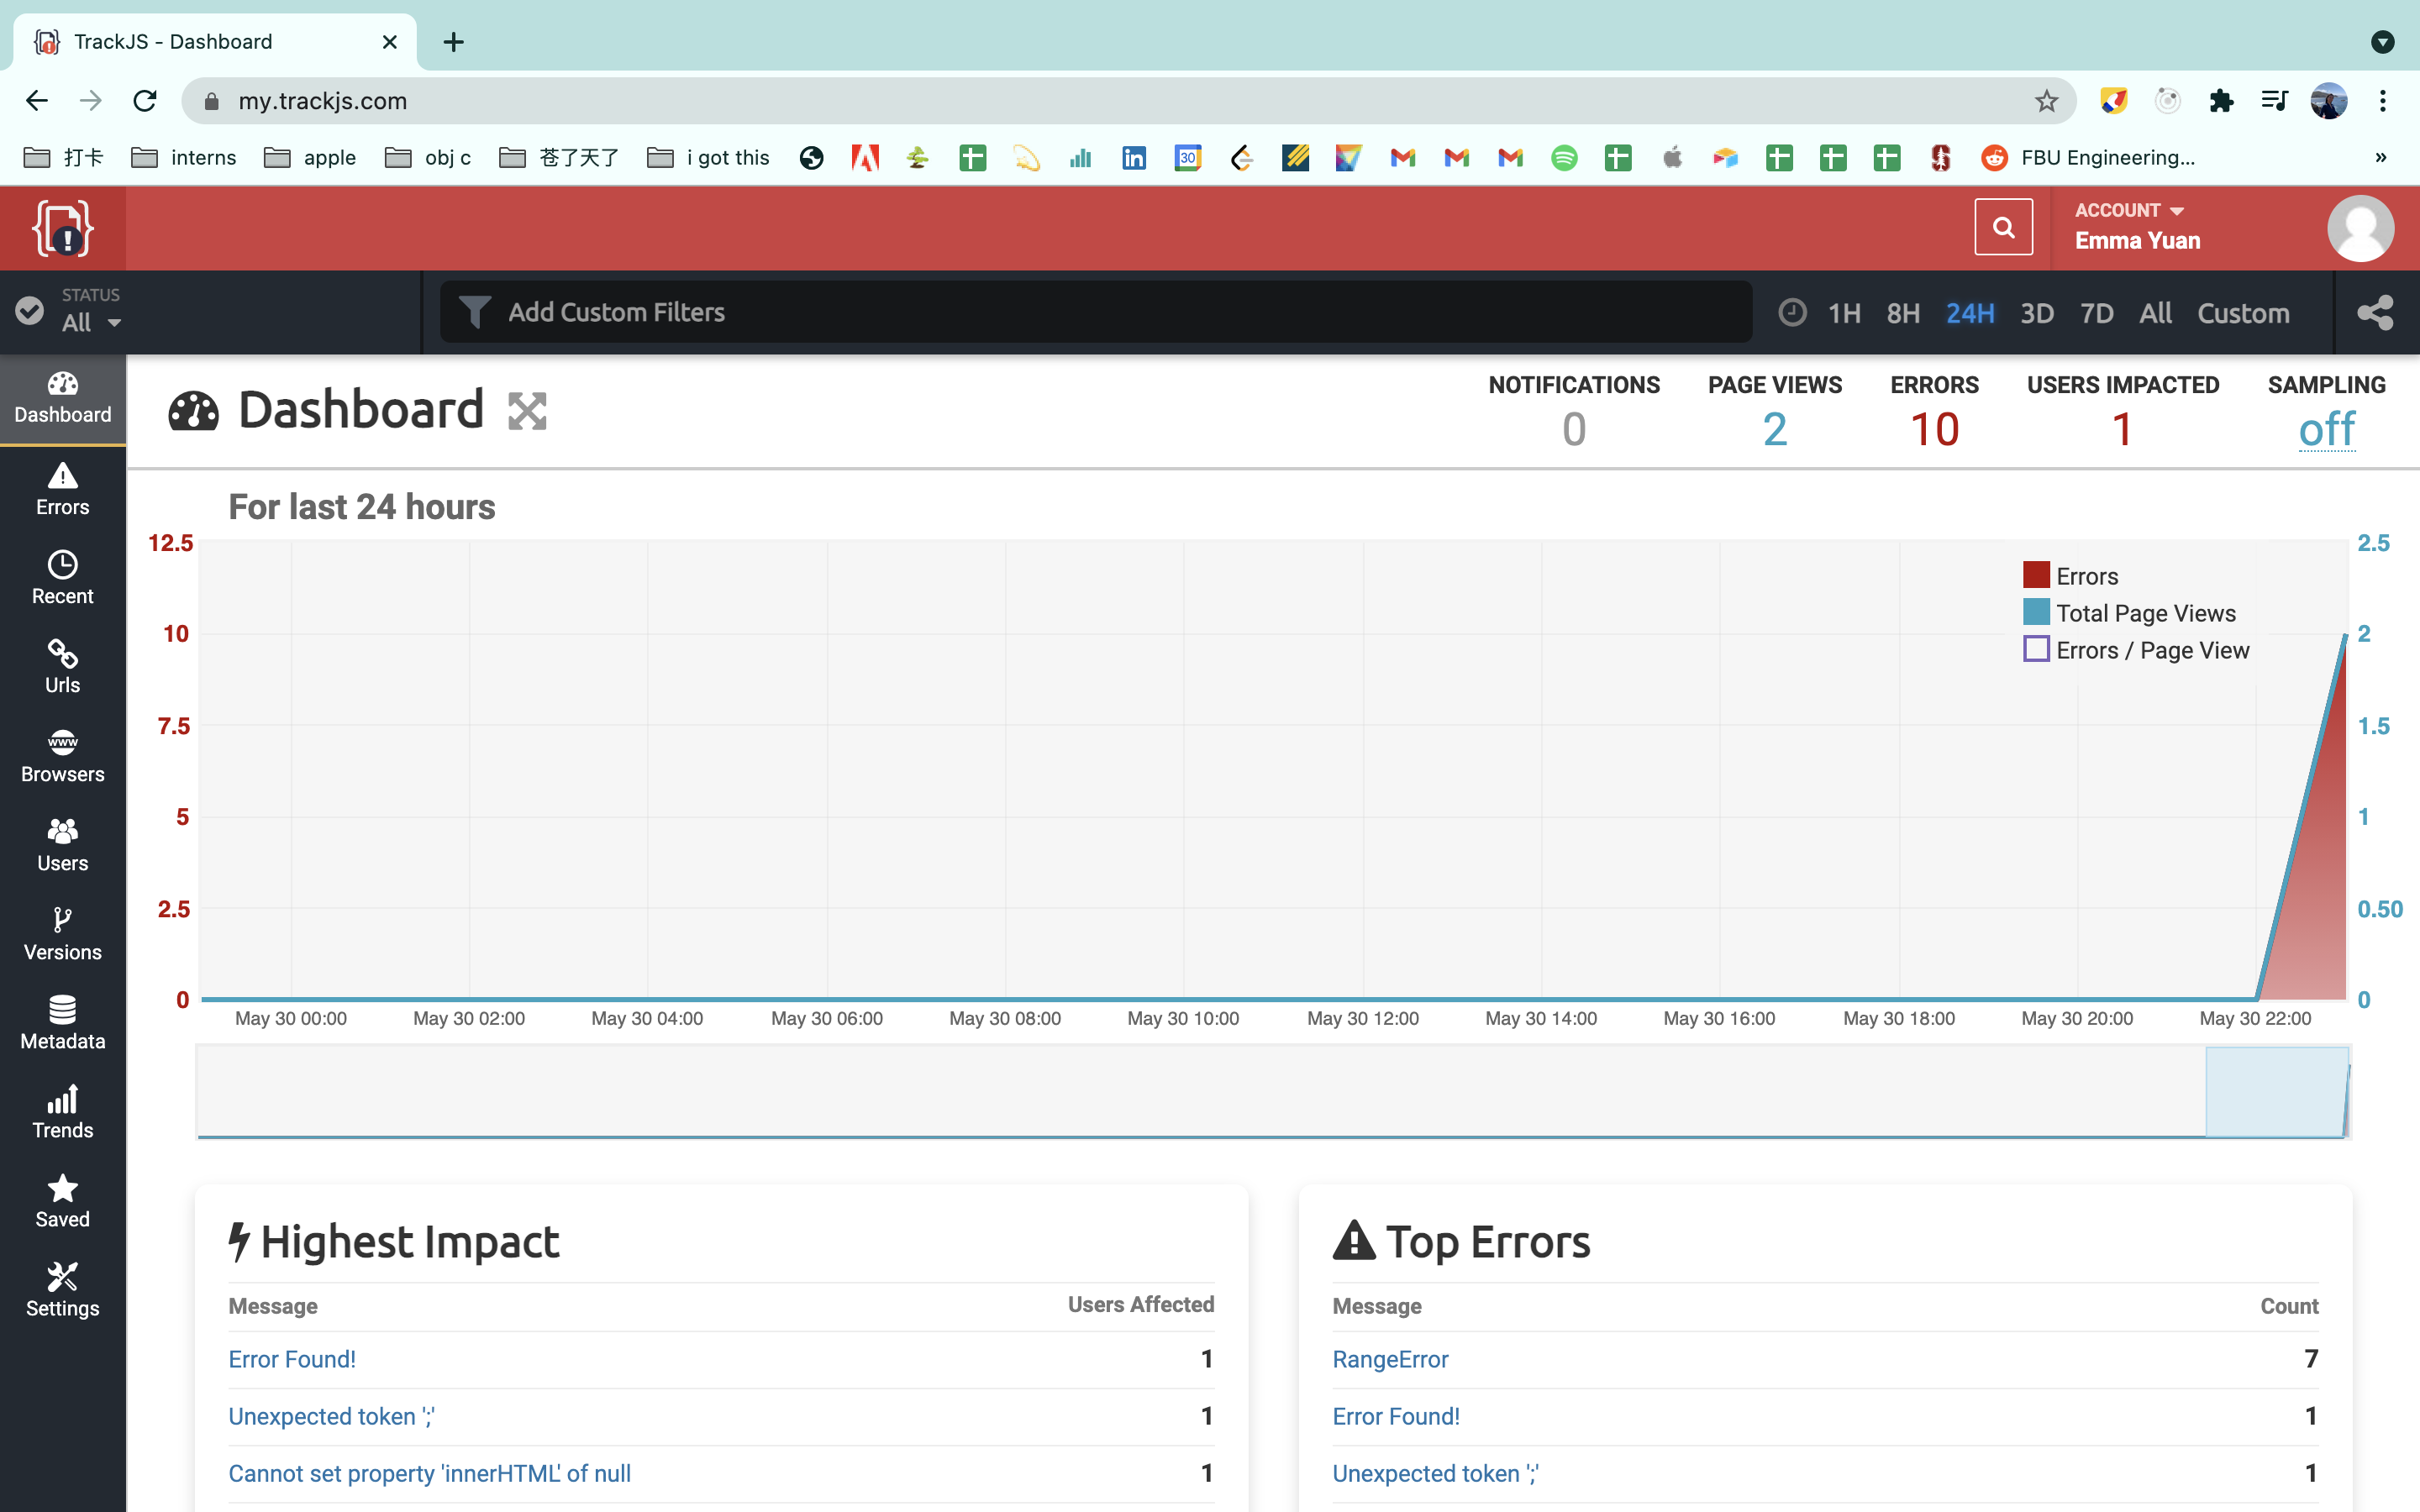 TrackJS - Dashboard
my.trackjs.com
打卡 interns apple obj c 苍了天了 i got this 30 FBU Engineering... »
ACCOUNT
Emma Yuan
STATUS
All
Add Custom Filters
1H 8H 24H 3D 7D All Custom
Dashboard
Errors
Recent
Urls
www
Browsers
Users
Versions
Metadata
Trends
Saved
Settings
Dashboard
NOTIFICATIONS PAGE VIEWS ERRORS USERS IMPACTED SAMPLING
0 2 10 1 off
For last 24 hours
12.5
10
7.5
5
2.5
0
Errors
Total Page Views
Errors / Page View
2.5
2
1.5
1
0.50
0
May 30 00:00 May 30 02:00 May 30 04:00 May 30 06:00 May 30 08:00 May 30 10:00 May 30 12:00 May 30 14:00 May 30 16:00 May 30 18:00 May 30 20:00 May 30 22:00
Highest Impact
Message Users Affected
Error Found! 1
Unexpected token ';' 1
Cannot set property 'innerHTML' of null 1
Top Errors
Message Count
RangeError 7
Error Found! 1
Unexpected token ';' 1